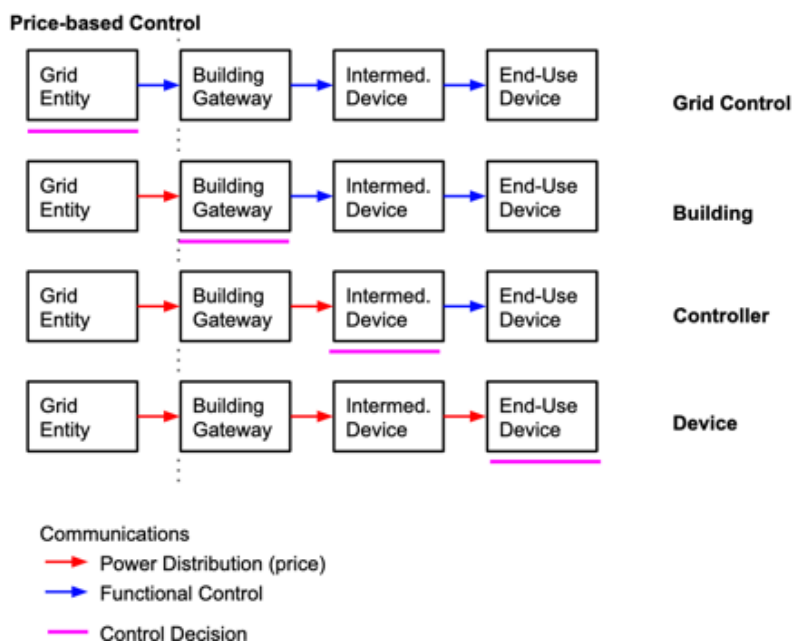 Price-based Control
Grid
Entity
Building
Gateway
Intermed.
Device
End-Use
Device
Grid Control
Grid
Entity
Building
Gateway
Intermed.
Device
End-Use
Device
Building
Grid
Entity
Building
Gateway
Intermed.
Device
End-Use
Device
Controller
Grid
Entity
Building
Gateway
Intermed.
Device
End-Use
Device
Device
Communications
Power Distribution (price)
Functional Control
Control Decision